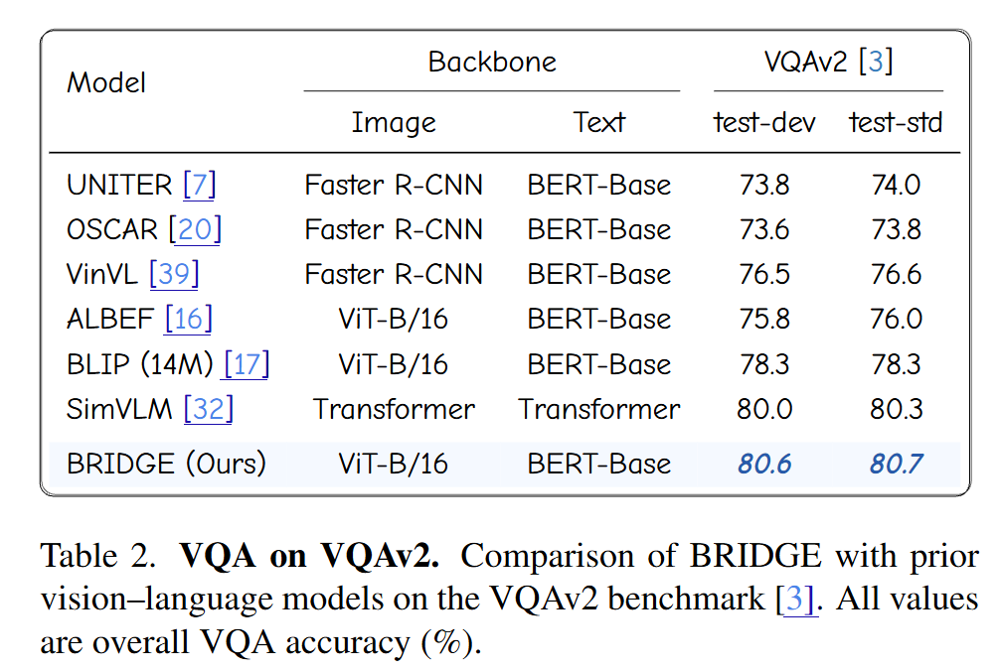 Model Backbone VQAv2 [3]
Image Text test-dev test-std
UNITER [7] Faster R-CNN BERT-Base 73.8 74.0
OSCAR [20] Faster R-CNN BERT-Base 73.6 73.8
VinVL [39] Faster R-CNN BERT-Base 76.5 76.6
ALBEF [16] ViT-B/16 BERT-Base 75.8 76.0
BLIP (14M) [17] ViT-B/16 BERT-Base 78.3 78.3
SimVLM [32] Transformer Transformer 80.0 80.3
BRIDGE (Ours) ViT-B/16 BERT-Base 80.6 80.7
Table 2. VQA on VQAv2. Comparison of BRIDGE with prior
vision–language models on the VQAv2 benchmark [3]. All values
are overall VQA accuracy (%).